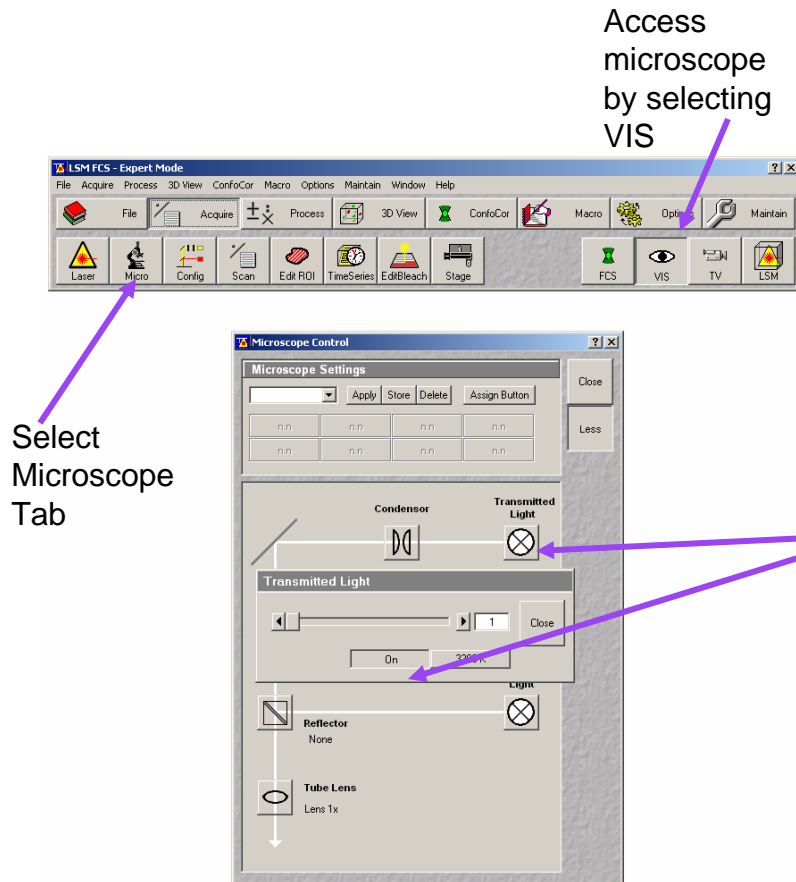 Access
microscope
by selecting
VIS
LSM FCS - Expert Mode
File Acquire Process 3D View ConfoCor Macro Options Maintain Window Help
File Acquire Process 3D View ConfoCor Macro Options Maintain
Laser Micro Config Scan Edit ROI TimeSeries EditBleach Stage FCS VIS TV LSM
Select
Microscope
Tab
Microscope Control
Microscope Settings
Apply Store Delete Assign Button
Close
n.n n.n n.n n.n
n.n n.n n.n n.n
Less
Condensor
Transmitted
Light
Transmitted Light
1
Close
On
Light
Reflector
None
Tube Lens
Lens 1x